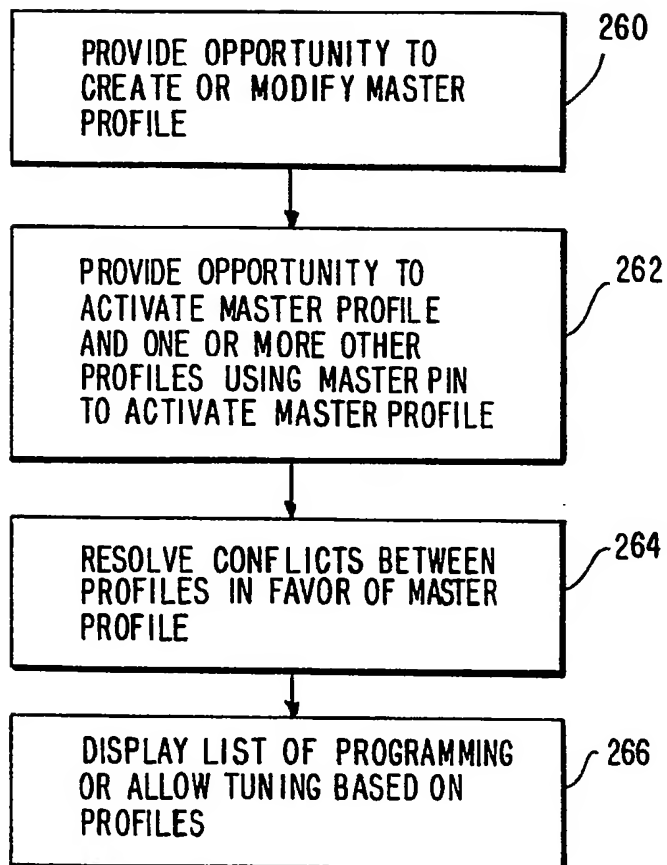 PROVIDE OPPORTUNITY TO
CREATE OR MODIFY MASTER
PROFILE
260
PROVIDE OPPORTUNITY TO
ACTIVATE MASTER PROFILE
AND ONE OR MORE OTHER
PROFILES USING MASTER PIN
TO ACTIVATE MASTER PROFILE
262
RESOLVE CONFLICTS BETWEEN
PROFILES IN FAVOR OF MASTER
PROFILE
264
DISPLAY LIST OF PROGRAMMING
OR ALLOW TUNING BASED ON
PROFILES
266